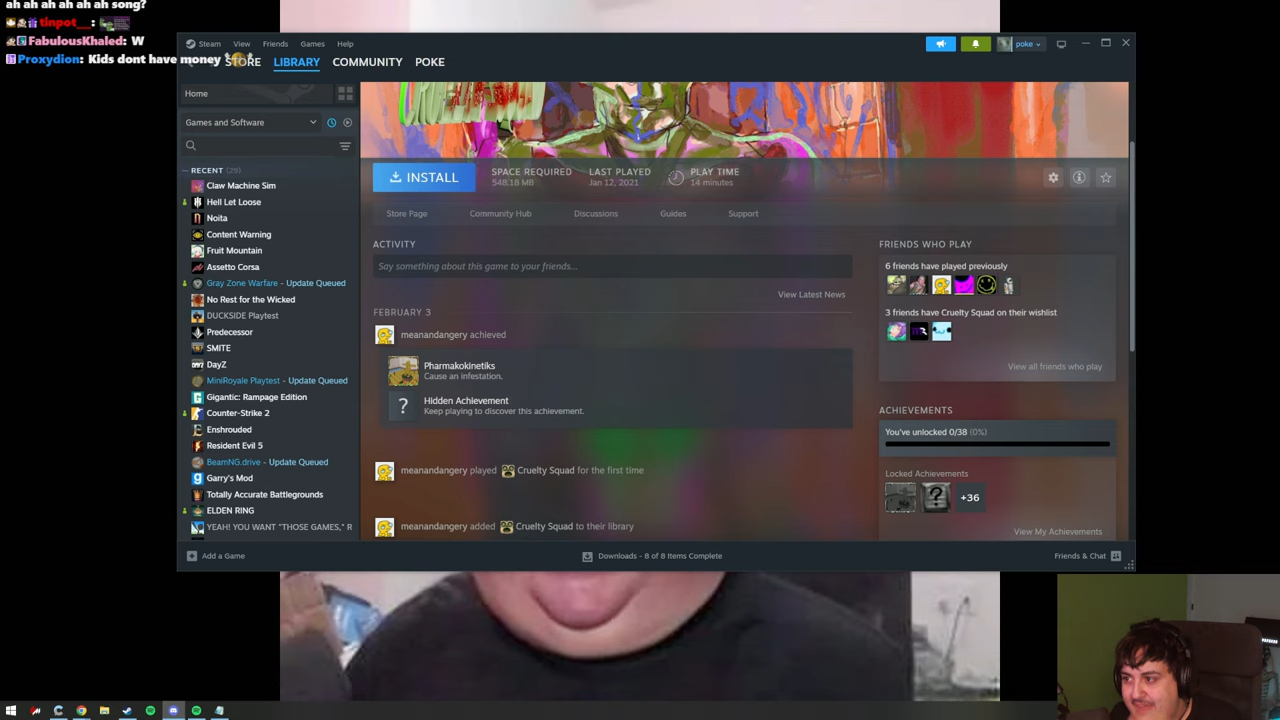 ah ah ah ah ah ah song?
tinpot__:
FabulousKhaled: W
Proxydion: Kids dont have money
Steam View Friends Games Help
poke
STORE LIBRARY COMMUNITY POKE
Home
Games and Software
RECENT (29)
Claw Machine Sim
Hell Let Loose
Noita
Content Warning
Fruit Mountain
Assetto Corsa
Gray Zone Warfare - Update Queued
No Rest for the Wicked
DUCKSIDE Playtest
Predecessor
SMITE
DayZ
MiniRoyale Playtest - Update Queued
Gigantic: Rampage Edition
Counter-Strike 2
Enshrouded
Resident Evil 5
BeamNG.drive - Update Queued
Garry's Mod
Totally Accurate Battlegrounds
ELDEN RING
YEAH! YOU WANT "THOSE GAMES," R
INSTALL
SPACE REQUIRED
548.18 MB
LAST PLAYED
Jan 12, 2021
PLAY TIME
14 minutes
Store Page Community Hub Discussions Guides Support
ACTIVITY
Say something about this game to your friends...
View Latest News
FEBRUARY 3
meanandangery achieved
Pharmakokinetiks
Cause an infestation.
?
Hidden Achievement
Keep playing to discover this achievement.
meanandangery played Cruelty Squad for the first time
meanandangery added Cruelty Squad to their library
FRIENDS WHO PLAY
6 friends have played previously
3 friends have Cruelty Squad on their wishlist
View all friends who play
ACHIEVEMENTS
You've unlocked 0/38 (0%)
Locked Achievements
? +36
View My Achievements
Add a Game
Downloads - 8 of 8 Items Complete
Friends & Chat